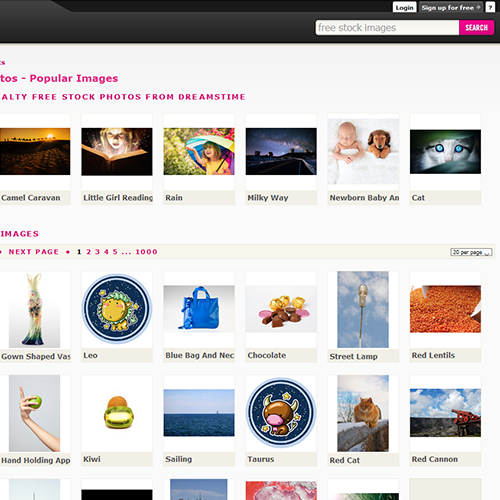 Login Sign up for free ?
free stock images SEARCH
ts
tos - Popular Images
ALTY FREE STOCK PHOTOS FROM DREAMSTIME
Camel Caravan Little Girl Reading Rain Milky Way Newborn Baby An Cat
IMAGES
NEXT PAGE 1 2 3 4 5 ... 1000 20 per page
Gown Shaped Vas Leo Blue Bag And Nec Chocolate Street Lamp Red Lentils
Hand Holding App Kiwi Sailing Taurus Red Cat Red Cannon